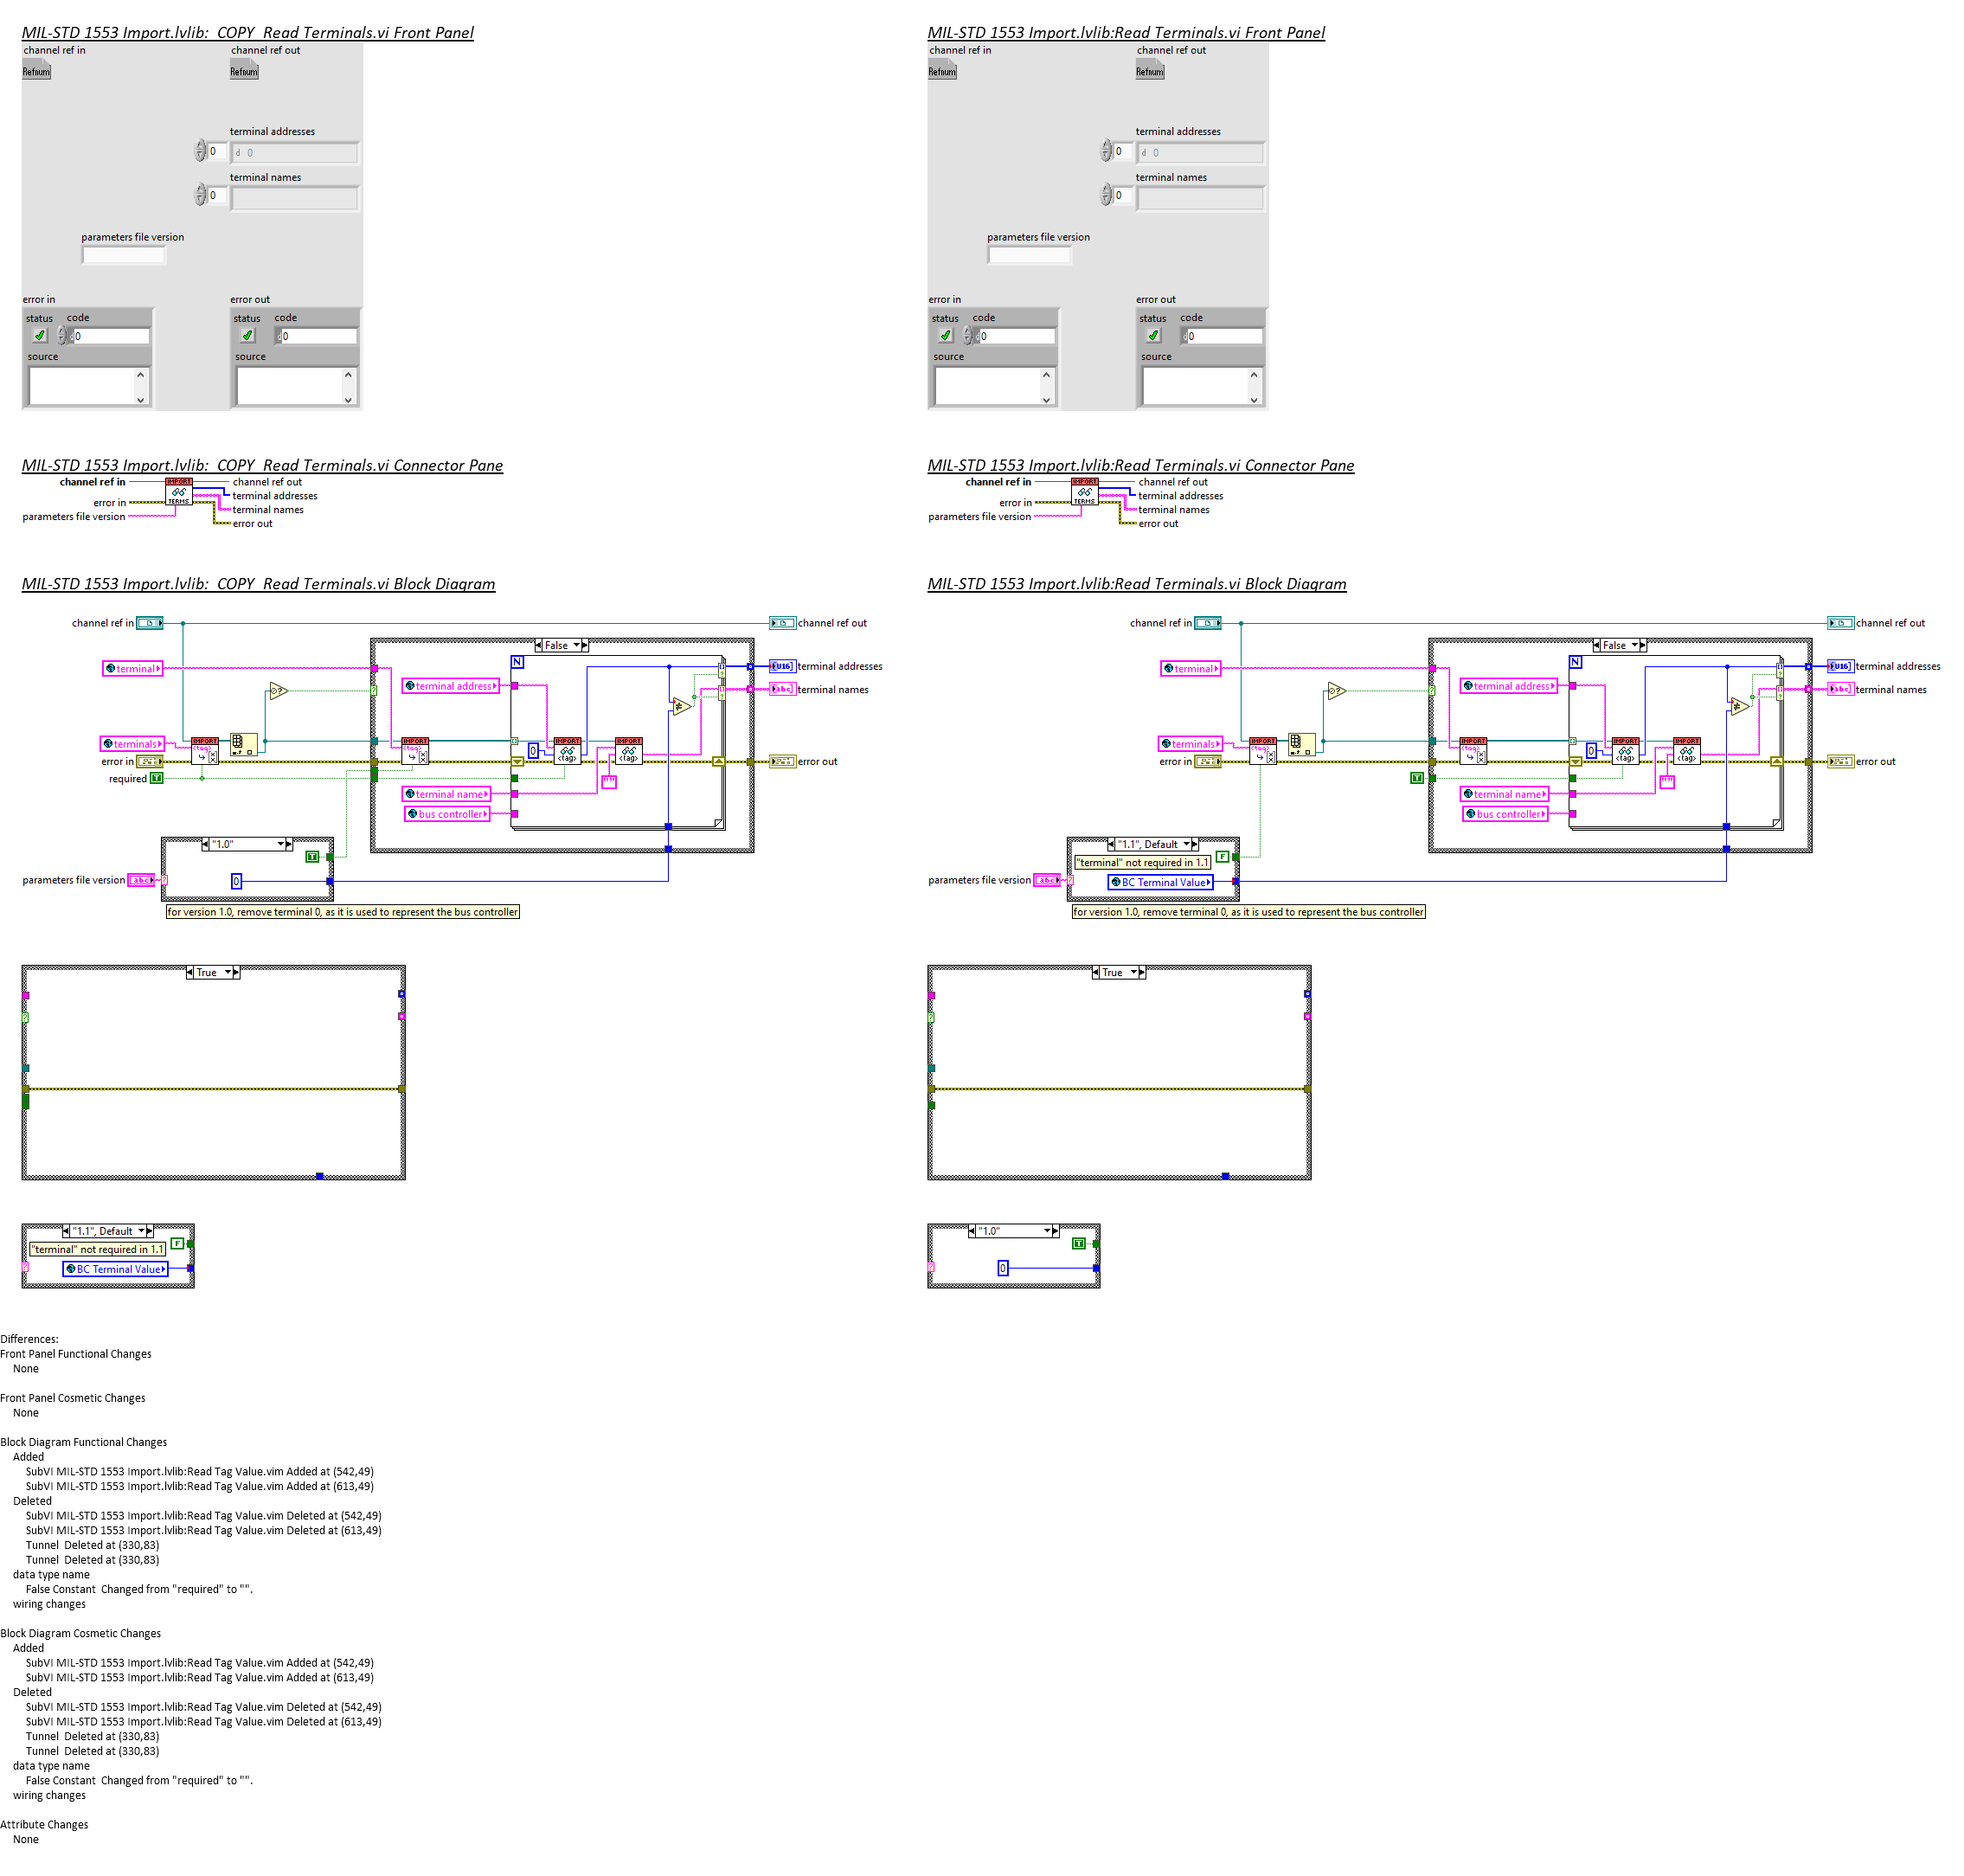 MIL-STD 1553 Import.lvlib:  COPY  Read Terminals.vi Front Panel
channel ref in
channel ref out
Refnum
Refnum
terminal addresses
0
d 0
terminal names
0
parameters file version
error in
error out
status
code
status
code
d 0
d 0
source
source
MIL-STD 1553 Import.lvlib:Read Terminals.vi Front Panel
channel ref in
channel ref out
Refnum
Refnum
terminal addresses
0
d 0
terminal names
0
parameters file version
error in
error out
status
code
status
code
d 0
d 0
source
source
MIL-STD 1553 Import.lvlib:  COPY  Read Terminals.vi Connector Pane
channel ref in
IMPORT
TERMS
channel ref out
terminal addresses
error in
terminal names
parameters file version
error out
MIL-STD 1553 Import.lvlib:Read Terminals.vi Connector Pane
channel ref in
IMPORT
TERMS
channel ref out
terminal addresses
error in
terminal names
parameters file version
error out
MIL-STD 1553 Import.lvlib:  COPY  Read Terminals.vi Block Diagram
channel ref in
channel ref out
False
N
terminal
[U16]
terminal addresses
terminal address
abc]
terminal names
terminals
IMPORT
<tag>
IMPORT
<tag>
0
IMPORT
<tag>
IMPORT
<tag>
error in
error out
required
T
terminal name
bus controller
"1.0"
T
parameters file version
abc
0
for version 1.0, remove terminal 0, as it is used to represent the bus controller
MIL-STD 1553 Import.lvlib:Read Terminals.vi Block Diagram
channel ref in
channel ref out
False
N
terminal
[U16]
terminal addresses
terminal address
abc]
terminal names
terminals
IMPORT
<tag>
IMPORT
<tag>
0
IMPORT
<tag>
IMPORT
<tag>
error in
error out
T
terminal name
bus controller
"1.1", Default
"terminal" not required in 1.1
F
parameters file version
abc
BC Terminal Value
for version 1.0, remove terminal 0, as it is used to represent the bus controller
True
True
"1.1", Default
"terminal" not required in 1.1
F
BC Terminal Value
"1.0"
T
0
Differences:
Front Panel Functional Changes
None
Front Panel Cosmetic Changes
None
Block Diagram Functional Changes
Added
SubVI MIL-STD 1553 Import.lvlib:Read Tag Value.vim Added at (542,49)
SubVI MIL-STD 1553 Import.lvlib:Read Tag Value.vim Added at (613,49)
Deleted
SubVI MIL-STD 1553 Import.lvlib:Read Tag Value.vim Deleted at (542,49)
SubVI MIL-STD 1553 Import.lvlib:Read Tag Value.vim Deleted at (613,49)
Tunnel  Deleted at (330,83)
Tunnel  Deleted at (330,83)
data type name
False Constant  Changed from "required" to "".
wiring changes
Block Diagram Cosmetic Changes
Added
SubVI MIL-STD 1553 Import.lvlib:Read Tag Value.vim Added at (542,49)
SubVI MIL-STD 1553 Import.lvlib:Read Tag Value.vim Added at (613,49)
Deleted
SubVI MIL-STD 1553 Import.lvlib:Read Tag Value.vim Deleted at (542,49)
SubVI MIL-STD 1553 Import.lvlib:Read Tag Value.vim Deleted at (613,49)
Tunnel  Deleted at (330,83)
Tunnel  Deleted at (330,83)
data type name
False Constant  Changed from "required" to "".
wiring changes
Attribute Changes
None